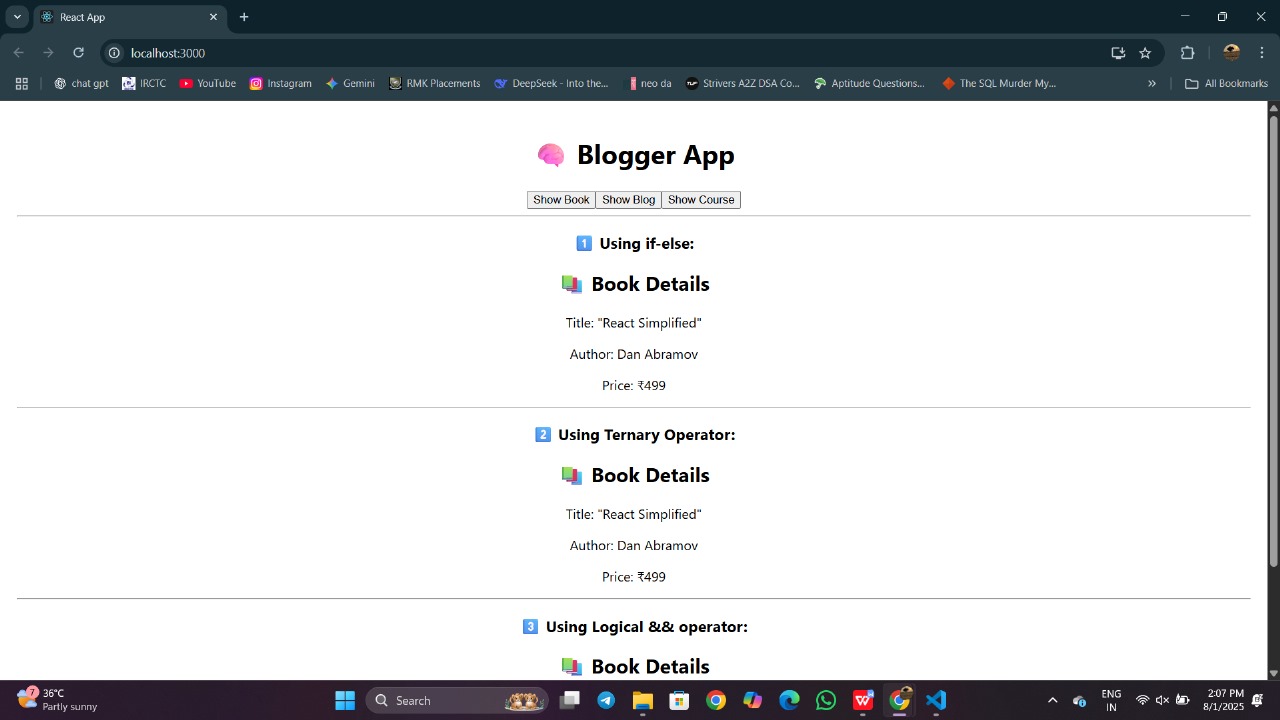 React App
localhost:3000
chat gpt
IRCTC
YouTube
Instagram
Gemini
RMK Placements
DeepSeek - Into the...
neo da
Strivers A2Z DSA Co...
Aptitude Questions...
The SQL Murder My...
»
All Bookmarks
🧠 Blogger App
Show Book Show Blog Show Course
1️⃣ Using if-else:
📚 Book Details
Title: "React Simplified"
Author: Dan Abramov
Price: ₹499
2️⃣ Using Ternary Operator:
📚 Book Details
Title: "React Simplified"
Author: Dan Abramov
Price: ₹499
3️⃣ Using Logical && operator:
📚 Book Details
7
36°C
Partly sunny
Search
ENG
IN
2:07 PM
8/1/2025